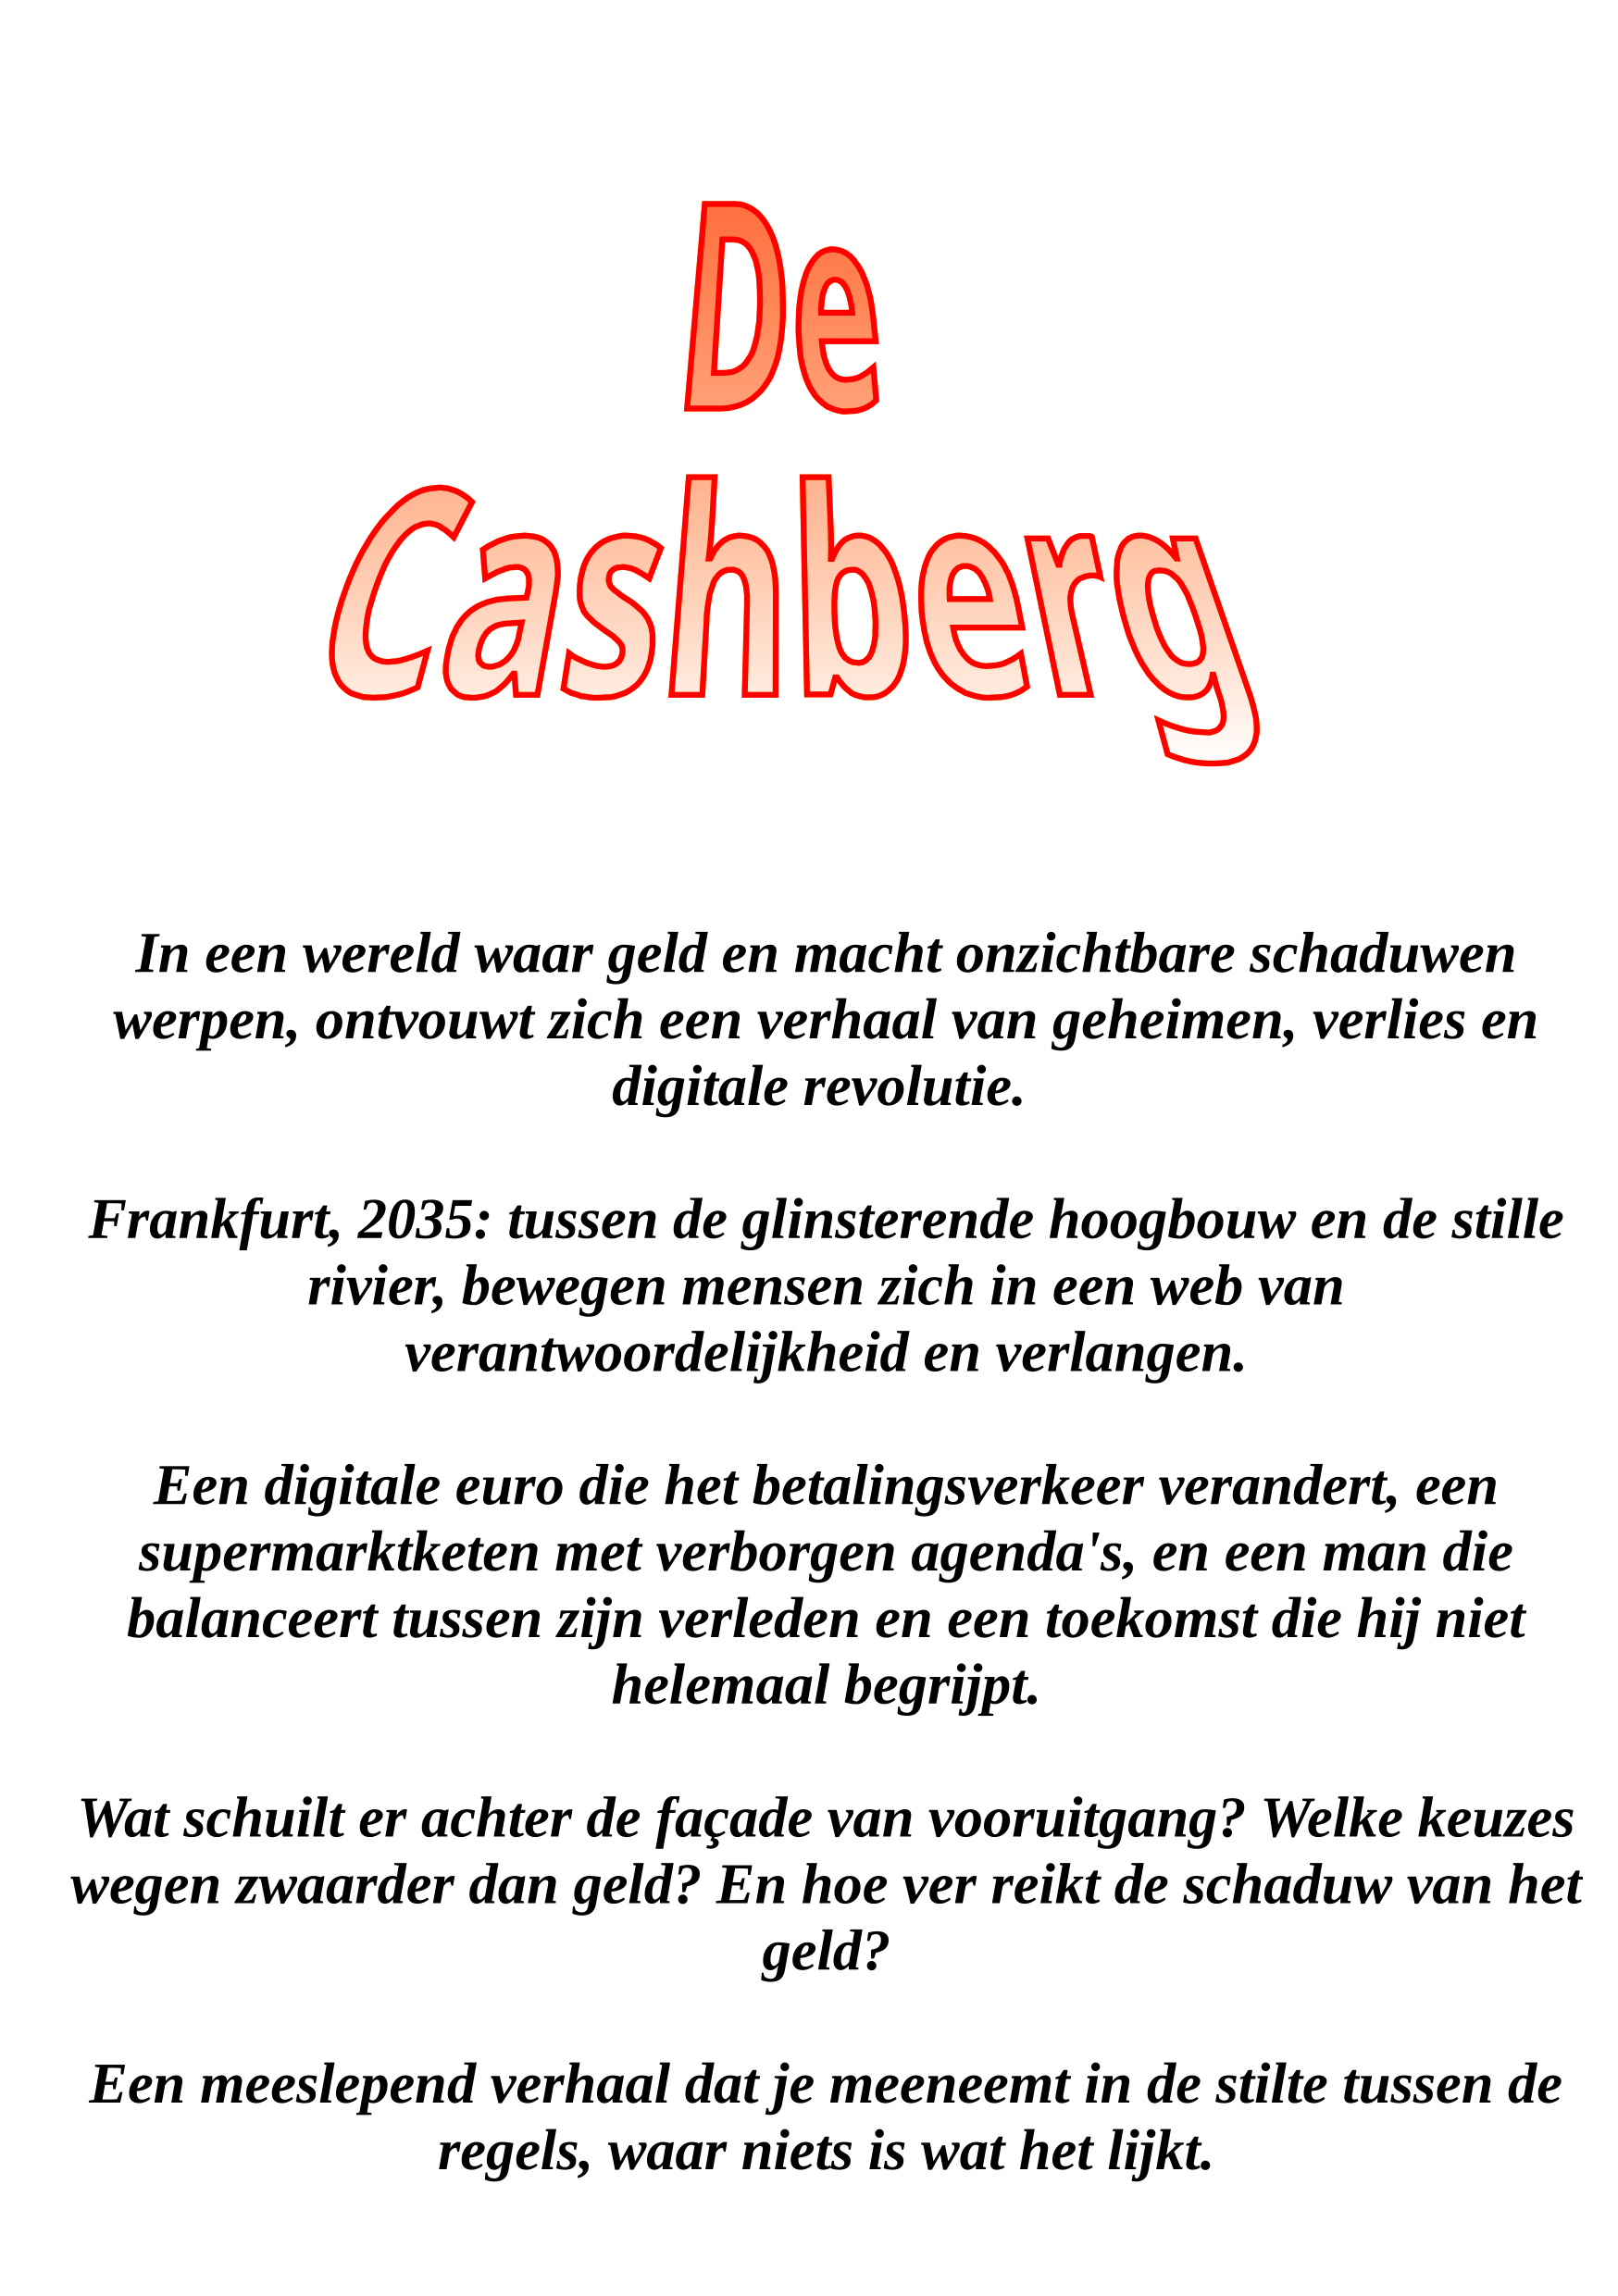 De
Cashberg
In een wereld waar geld en macht onzichtbare schaduwen
werpen, ontvouwt zich een verhaal van geheimen, verlies en
digitale revolutie.
Frankfurt, 2035: tussen de glinsterende hoogbouw en de stille
rivier, bewegen mensen zich in een web van
verantwoordelijkheid en verlangen.
Een digitale euro die het betalingsverkeer verandert, een
supermarktketen met verborgen agenda's, en een man die
balanceert tussen zijn verleden en een toekomst die hij niet
helemaal begrijpt.
Wat schuilt er achter de façade van vooruitgang? Welke keuzes
wegen zwaarder dan geld? En hoe ver reikt de schaduw van het
geld?
Een meeslepend verhaal dat je meeneemt in de stilte tussen de
regels, waar niets is wat het lijkt.